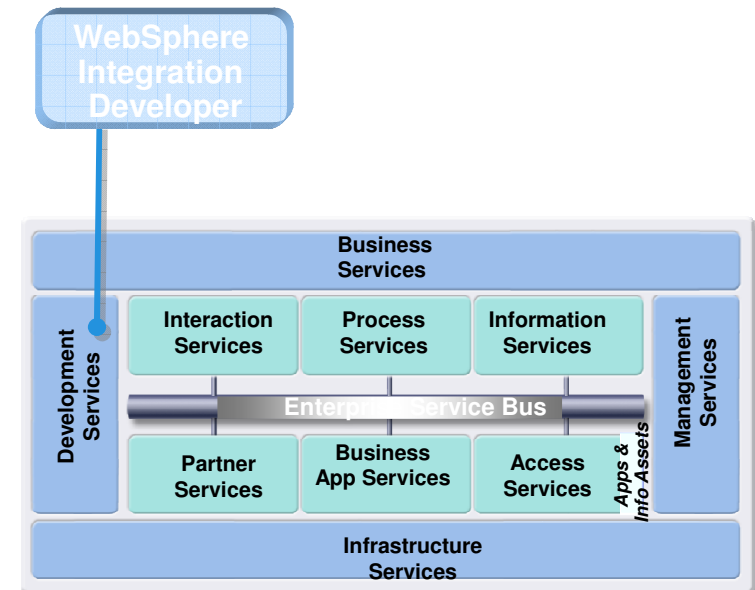 WebSphere
Integration
Developer
Business
Services
Development
Services
Interaction
Services
Process
Services
Information
Services
Management
Services
Enterprise Service Bus
Partner
Services
Business
App Services
Access
Services
Apps &
Info Assets
Infrastructure
Services